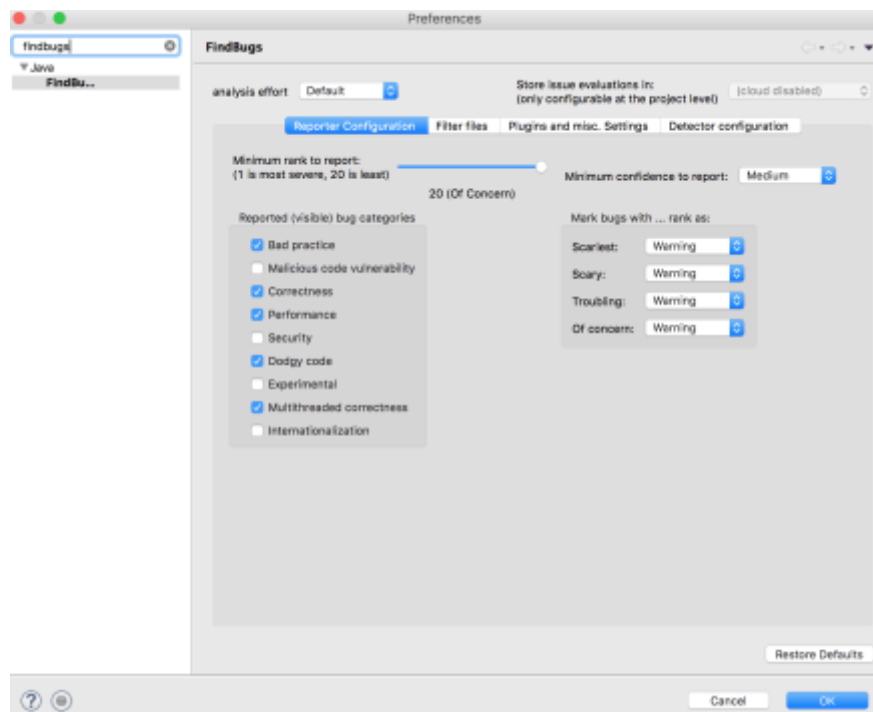 Preferences
findbugs
FindBugs
Java
FindBu...
analysis effort Default
Store issue evaluations in:
(only configurable at the project level)
(cloud disabled)
Reporter Configuration Filter files Plugins and misc. Settings Detector configuration
Minimum rank to report:
(1 is most severe, 20 is least)
20 (Of Concern)
Minimum confidence to report: Medium
Reported (visible) bug categories
Bad practice
Malicious code vulnerability
Correctness
Performance
Security
Dodgy code
Experimental
Multithreaded correctness
Internationalization
Mark bugs with ... rank as:
Scariest: Warning
Scary: Warning
Troubling: Warning
Of concern: Warning
Restore Defaults
?
Cancel OK